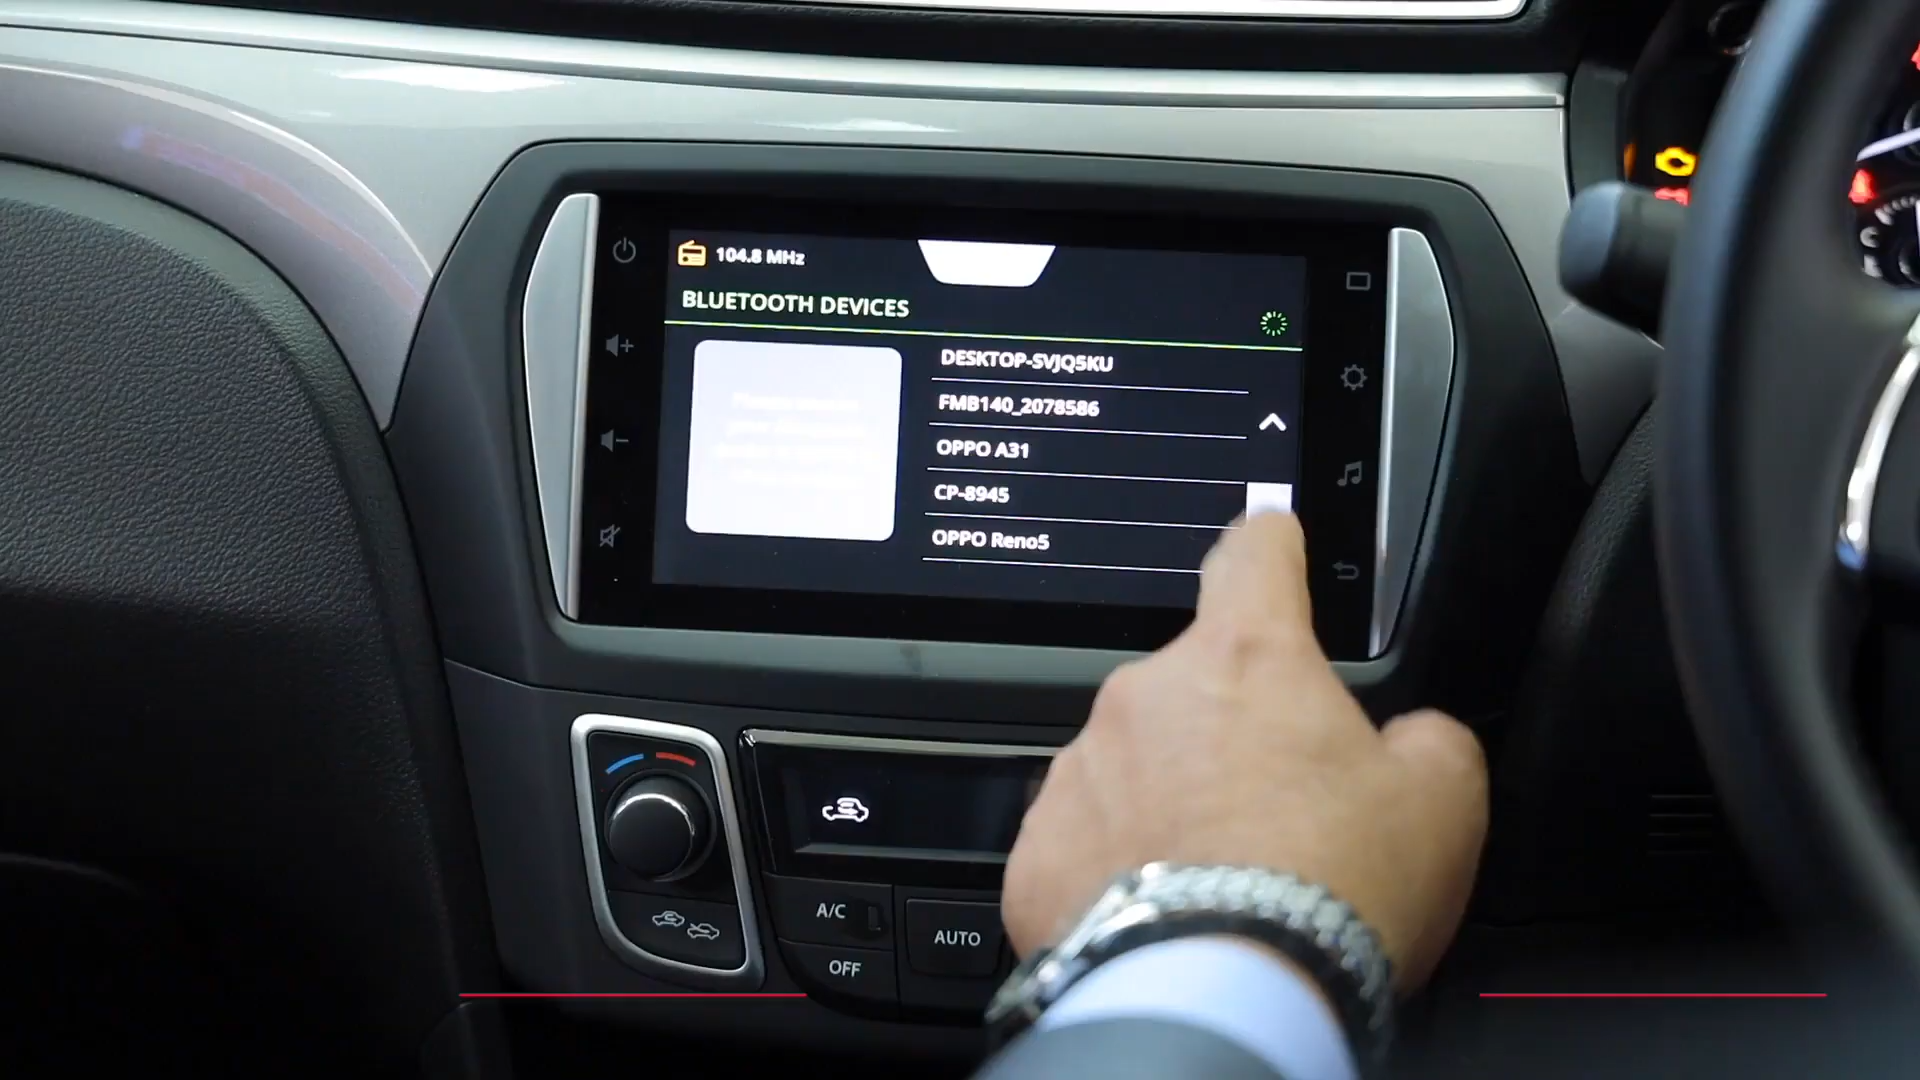 104.8 MHz
BLUETOOTH DEVICES
DESKTOP-SVJQ5KU
FMB140_2078586
OPPO A31
CP-8945
OPPO Reno5
A/C
AUTO
OFF
C
E